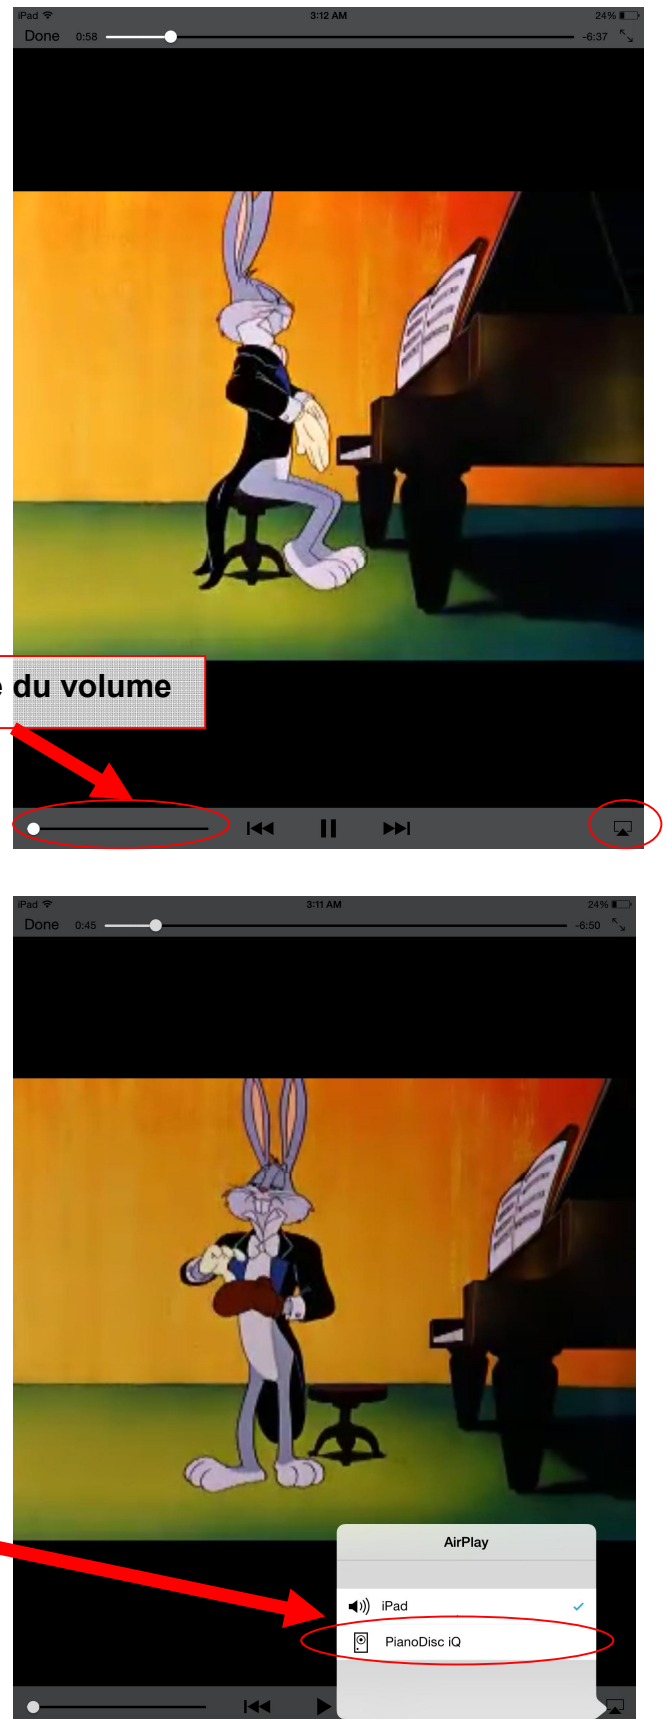 iPad 3:12 AM 24%
Done 0:58 -6:37
du volume
iPad 3:11 AM 24%
Done 0:45 -6:50
AirPlay
iPad
PianoDisc iQ